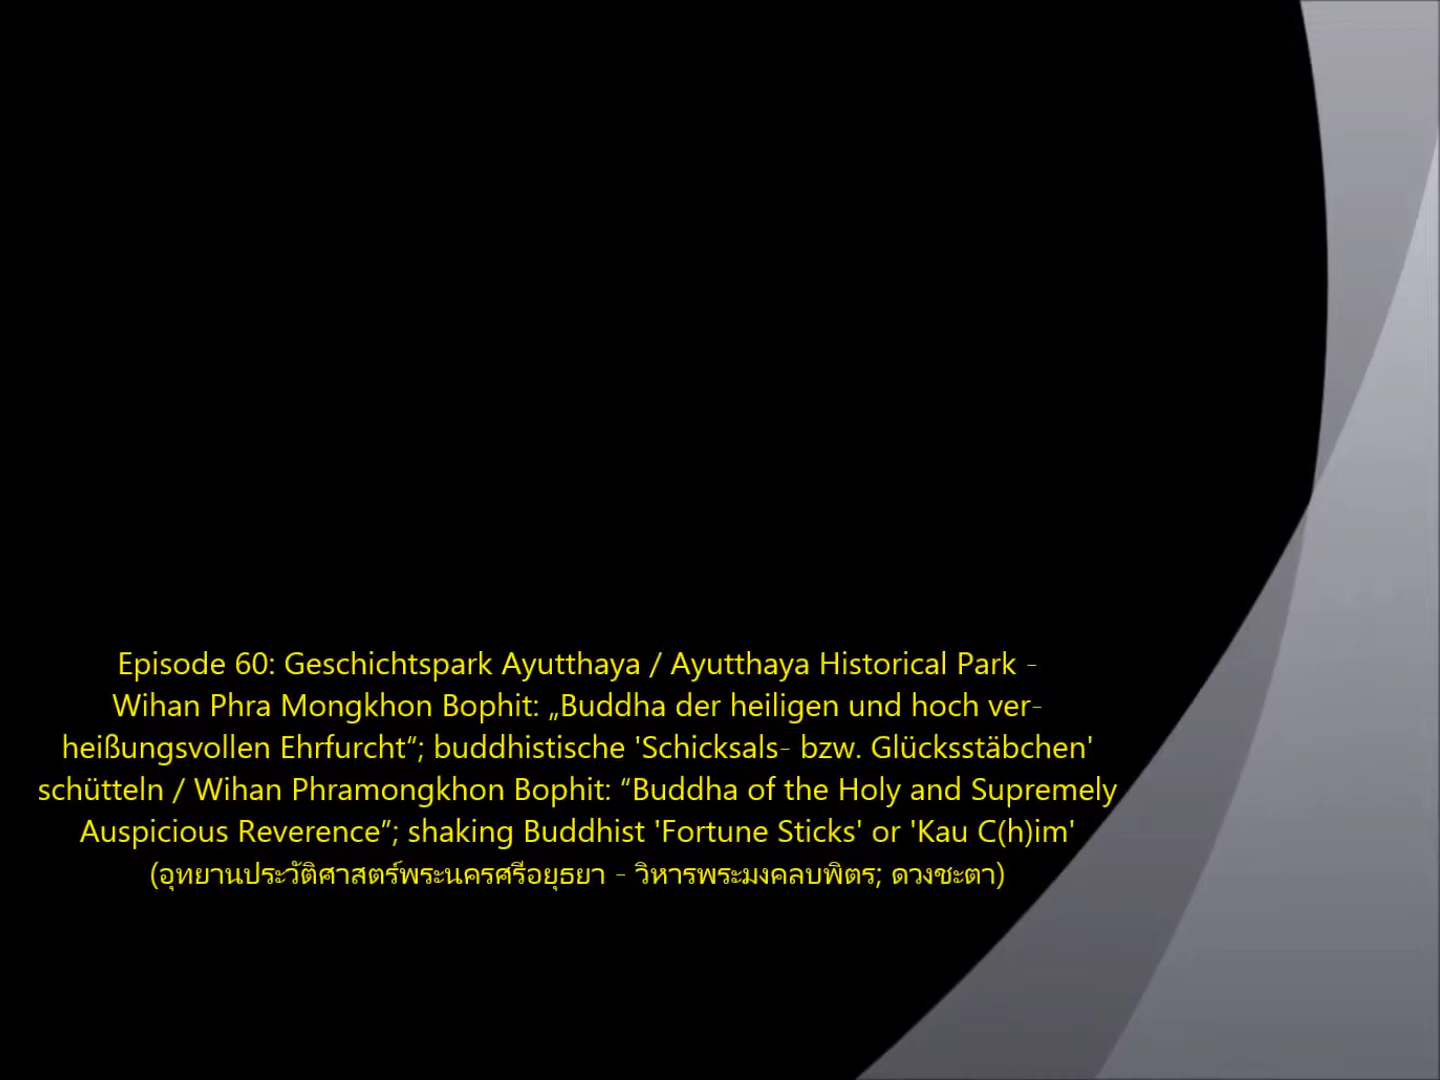 Episode 60: Geschichtspark Ayutthaya / Ayutthaya Historical Park -
Wihan Phra Mongkhon Bophit: „Buddha der heiligen und hoch ver-
heißungsvollen Ehrfurcht“; buddhistische 'Schicksals- bzw. Glücksstäbchen'
schütteln / Wihan Phramongkhon Bophit: “Buddha of the Holy and Supremely
Auspicious Reverence”; shaking Buddhist 'Fortune Sticks' or 'Kau C(h)im'
(อุทยานประวัติศาสตร์พระนครศรีอยุธยา - วิหารพระมงคลบพิตร; ดวงชะตา)